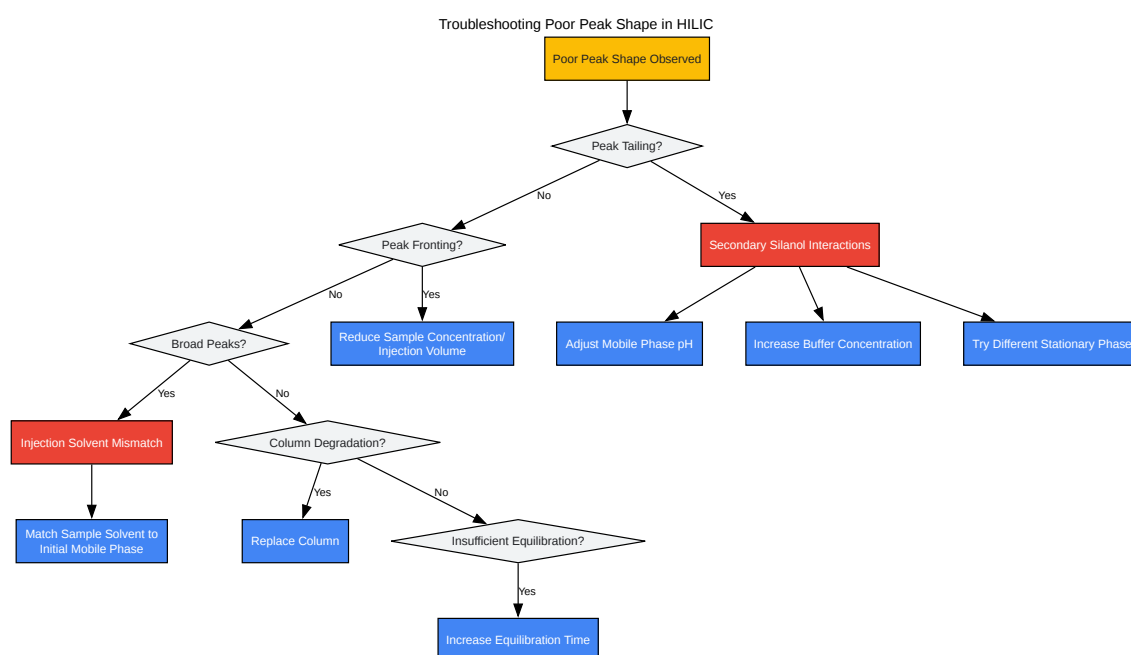 Troubleshooting Poor Peak Shape in HILIC
Poor Peak Shape Observed
Peak Tailing?
No
Yes
Peak Fronting?
Secondary Silanol Interactions
No
Yes
Broad Peaks?
Reduce Sample Concentration/
Injection Volume
Adjust Mobile Phase pH
Increase Buffer Concentration
Try Different Stationary Phase
Yes
No
Injection Solvent Mismatch
Column Degradation?
Yes
No
Match Sample Solvent to
Initial Mobile Phase
Replace Column
Insufficient Equilibration?
Yes
Increase Equilibration Time